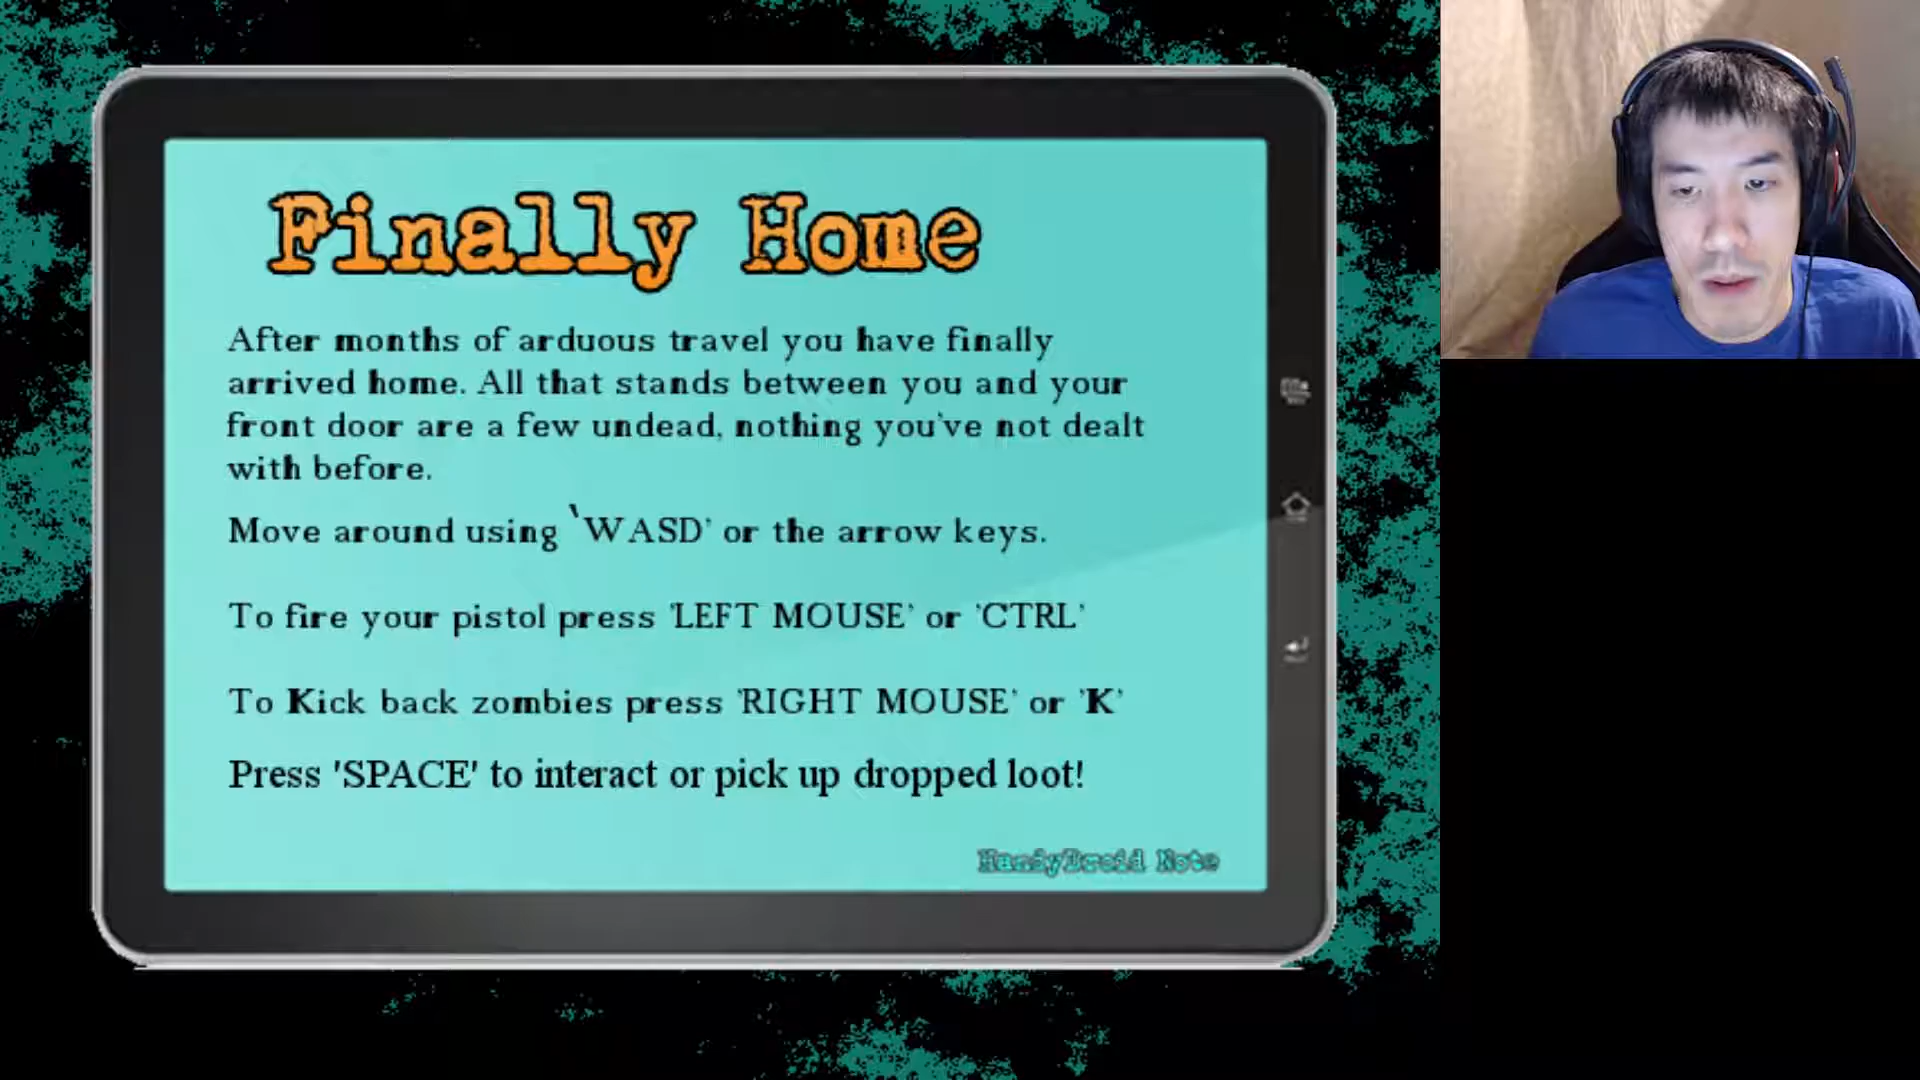 Finally Home
After months of arduous travel you have finally
arrived home. All that stands between you and your
front door are a few undead, nothing you've not dealt
with before.
Move around using 'WASD' or the arrow keys.
To fire your pistol press 'LEFT MOUSE' or 'CTRL'
To Kick back zombies press 'RIGHT MOUSE' or 'K'
Press 'SPACE' to interact or pick up dropped loot!
HandyDroid Note